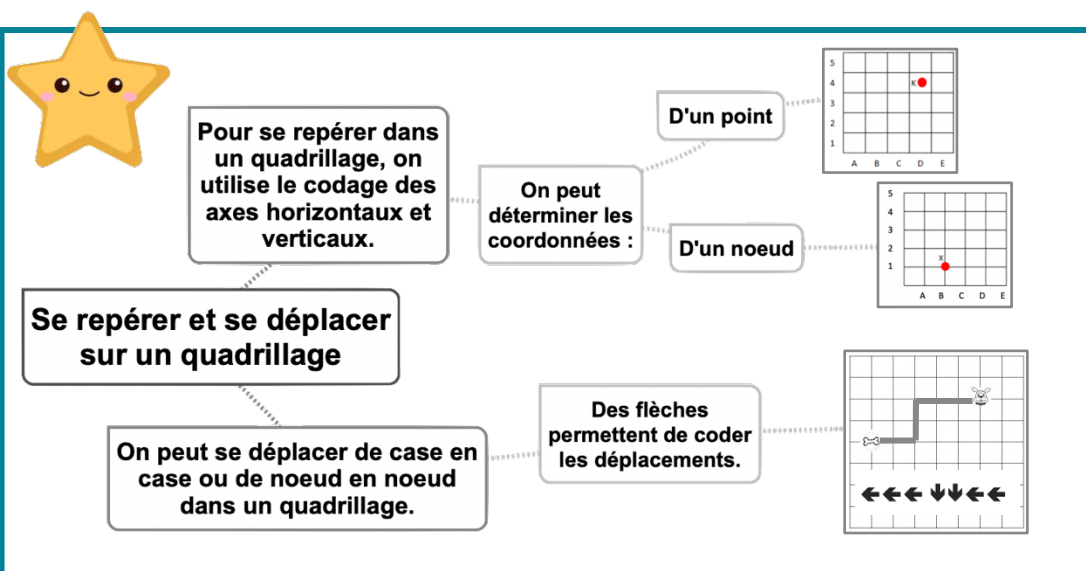 Pour se repérer dans
un quadrillage, on
utilise le codage des
axes horizontaux et
verticaux.
On peut
déterminer les
coordonnées :
D'un point
5
4
K
3
2
1
A B C D E
D'un noeud
5
4
3
2
X
1
A B C D E
Se repérer et se déplacer
sur un quadrillage
On peut se déplacer de case en
case ou de noeud en noeud
dans un quadrillage.
Des flèches
permettent de coder
les déplacements.